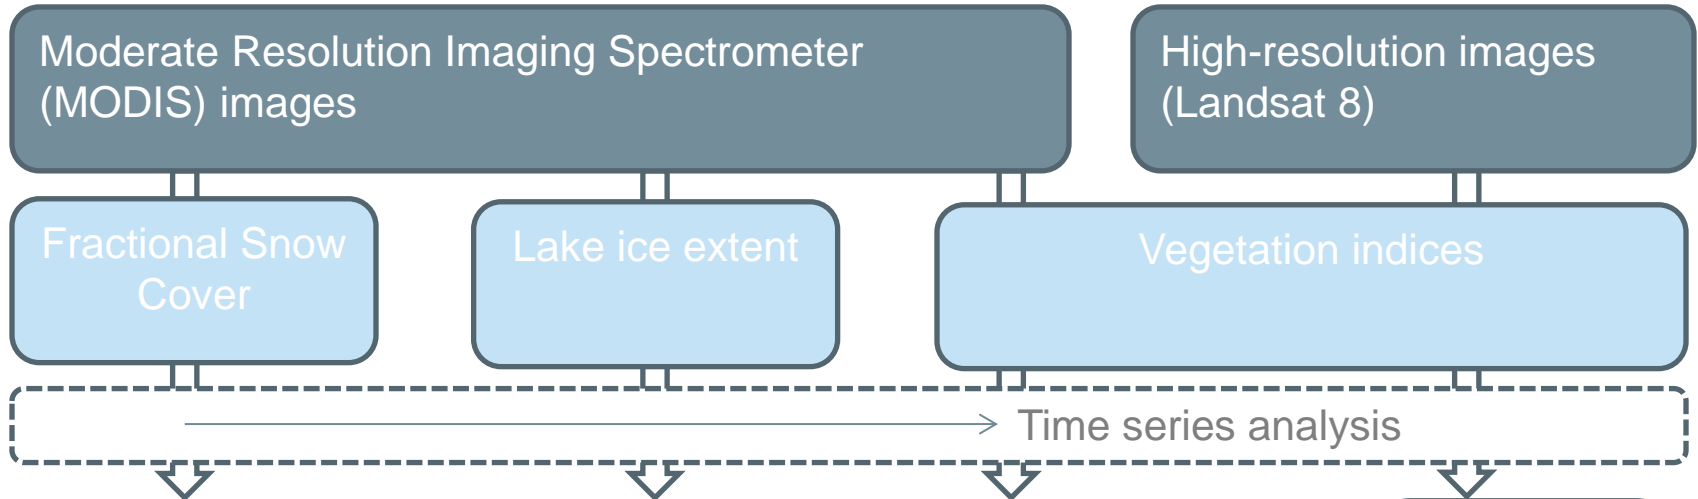 Moderate Resolution Imaging Spectrometer
(MODIS) images
High-resolution images
(Landsat 8)
Fractional Snow
Cover
Lake ice extent
Vegetation indices
Time series analysis